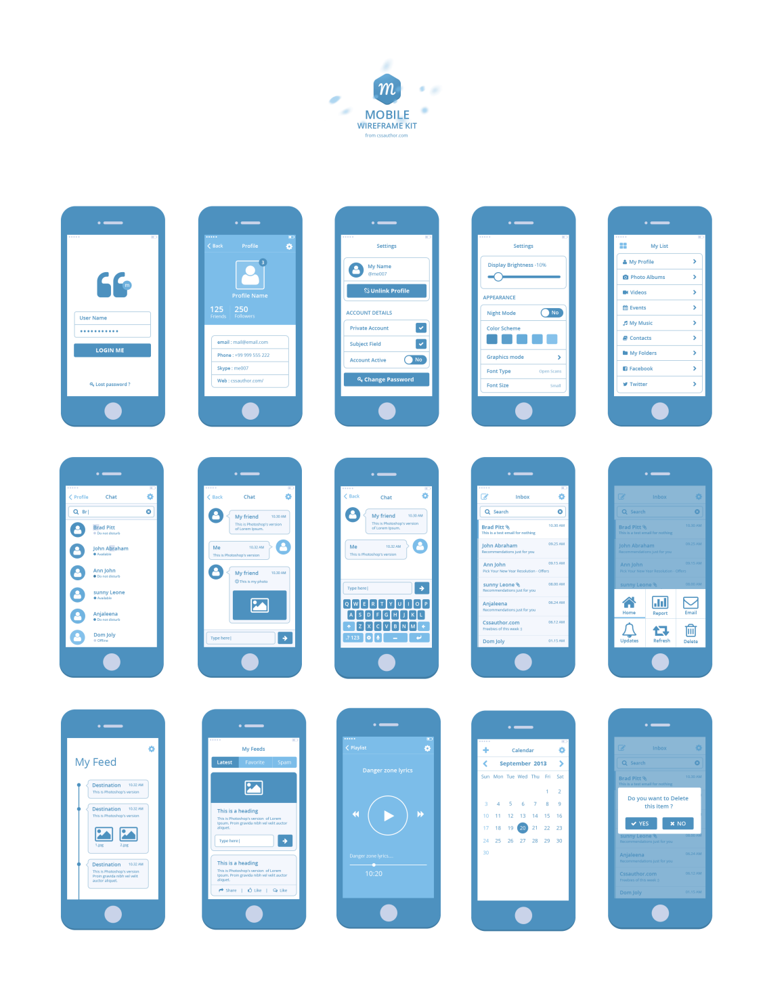 m
MOBILE
WIREFRAME KIT
from cssauthor.com
m
User Name
LOGIN ME
Lost password ?
Back
Profile
3
Profile Name
125
250
Friends
Followers
email : mail@email.com
Phone : +99 999 555 222
Skype : me007
Web : cssauthor.com/
Settings
My Name
@me007
Unlink Profile
ACCOUNT DETAILS
Private Account
Subject Field
Account Active
No
Change Password
Settings
Display Brightness -10%
APPEARANCE
Night Mode
No
Color Scheme
Graphics mode
Font Type
Open Scans
Font Size
Small
My List
My Profile
Photo Albums
Videos
Events
My Music
Contacts
My Folders
Facebook
Twitter
Profile
Chat
Br|
Brad Pitt
Do not disturb
John Abraham
Available
Ann John
Do not disturb
sunny Leone
Available
Anjaleena
Do not disturb
Dom Joly
Offline
Back
Chat
My friend
10.30 AM
This is Photoshop's version
of Lorem Ipsum.
Me
10.32 AM
This is Photoshop's version
My friend
10.30 AM
This is my photo
Type here|
Back
Chat
My friend
10.30 AM
This is Photoshop's version
of Lorem Ipsum.
Me
10.32 AM
This is Photoshop's version
Type here|
Q W E R T Y U I O P
A S D F G H J K L
Z X C V B N M
.? 123
Inbox
Search
Brad Pitt
10.30 AM
This is a test email for nothing
John Abraham
09.25 AM
Recommendations just for you
Ann John
09.15 AM
Pick Your New Year Resolution - Offers
sunny Leone
08.00 AM
Recommendations just for you
Anjaleena
06.24 AM
Recommendations just for you
Cssauthor.com
06.12 AM
Freebies of this week :)
Dom Joly
01.15 AM
Inbox
Search
Brad Pitt
10.30 AM
This is a test email for nothing
John Abraham
09.25 AM
Recommendations just for you
Ann John
09.15 AM
Pick Your New Year Resolution - Offers
sunny Leone
08.00 AM
Home
Report
Email
Updates
Refresh
Delete
My Feed
Destination
10.32 AM
This is Photoshop's version
Destination
10.32 AM
This is Photoshop's version
1.jpg
2.jpg
Destination
10.32 AM
This is Photoshop's version
Prom gravida nibh vel velit
auctor aliquet.
My Feeds
Latest
Favorite
Spam
This is a heading
This is Photoshop's version of Lorem
Ipsum. Proin gravida nibh vel velit auctor
aliquet.
Type here|
This is a heading
This is Photoshop's version of Lorem
Ipsum. Proin gravida nibh vel velit auctor
aliquet.
Share | Like | Like
Playlist
Danger zone lyrics
Danger zone lyrics...
10:20
Calendar
September 2013
Sun Mon Tue Wed Thu Fri Sat
1 2
3 4 5 6 7 8 9
10 11 12 13 14 15 16
17 18 19 20 21 22 23
24 25 26 27 28 29 30
30
Inbox
Search
Brad Pitt
10.30 AM
This is a test email for nothing
Do you want to Delete
this item ?
YES
NO
sunny Leone
08.00 AM
Recommendations just for you
Anjaleena
06.24 AM
Recommendations just for you
Cssauthor.com
06.12 AM
Freebies of this week :)
Dom Joly
01.15 AM